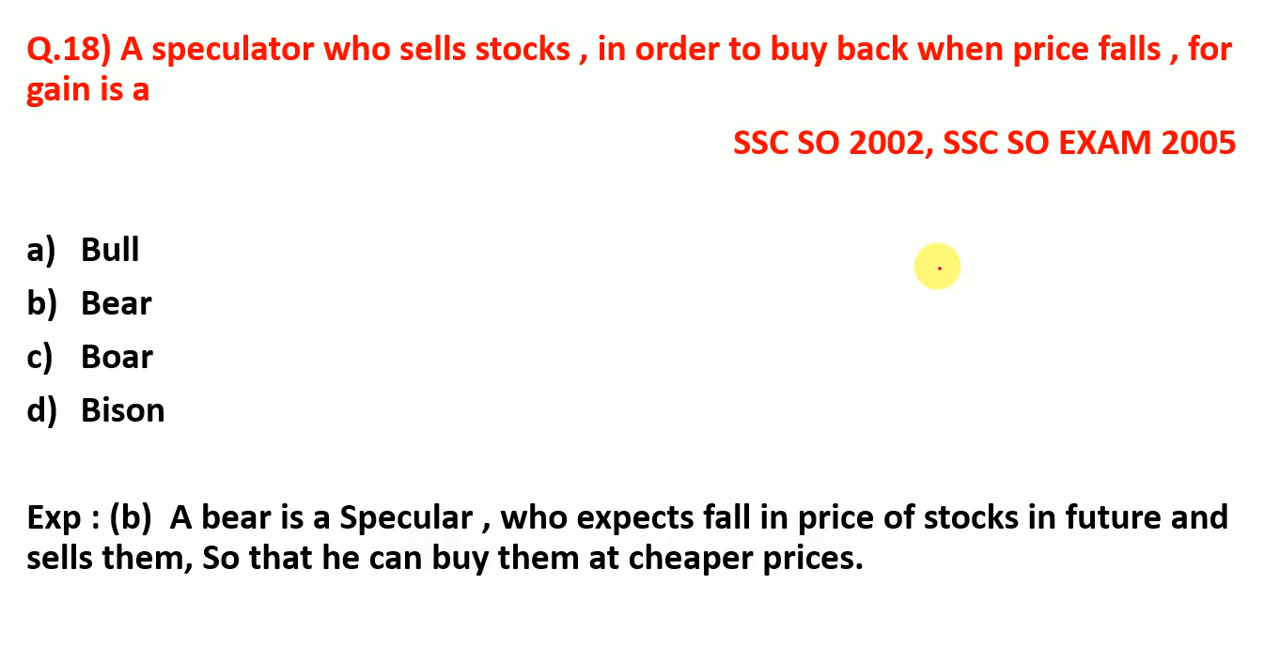 Q.18) A speculator who sells stocks , in order to buy back when price falls , for
gain is a
SSC SO 2002, SSC SO EXAM 2005
a) Bull
b) Bear
c) Boar
d) Bison
Exp : (b) A bear is a Specular , who expects fall in price of stocks in future and
sells them, So that he can buy them at cheaper prices.